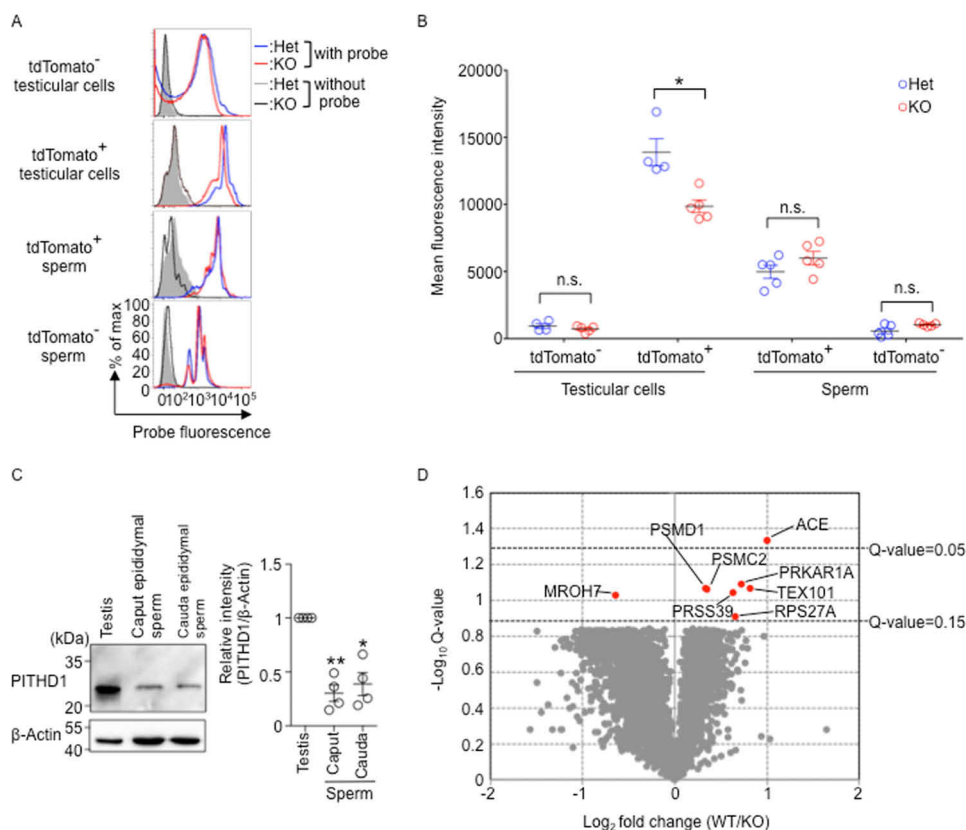 A
tdTomato-
testicular cells
tdTomato+
testicular cells
tdTomato+
sperm
tdTomato-
sperm
:Het
:KO
with probe
:Het
:KO
without
probe
% of max
100
80
60
40
20
0
0 10² 10³ 10⁴ 10⁵
Probe fluorescence
B
Mean fluorescence intensity
20000
15000
10000
5000
0
Het
KO
n.s.
*
n.s.
n.s.
tdTomato- tdTomato+ tdTomato+ tdTomato-
Testicular cells Sperm
C
Testis
Caput epididymal
sperm
Cauda epididymal
sperm
(kDa)
35
PITHD1
20
β-Actin
55
40
Relative intensity
(PITHD1/β-Actin)
1.5
1.0
0.5
0
**
*
Testis
Caput
Cauda
Sperm
D
-Log₁₀ Q-value
1.6
1.4
1.2
1
0.8
0.6
0.4
0.2
0
ACE
PSMD1
Q-value=0.05
PSMC2
PRKAR1A
MROH7
TEX101
PRSS39
RPS27A
Q-value=0.15
-2 -1 0 1 2
Log₂ fold change (WT/KO)